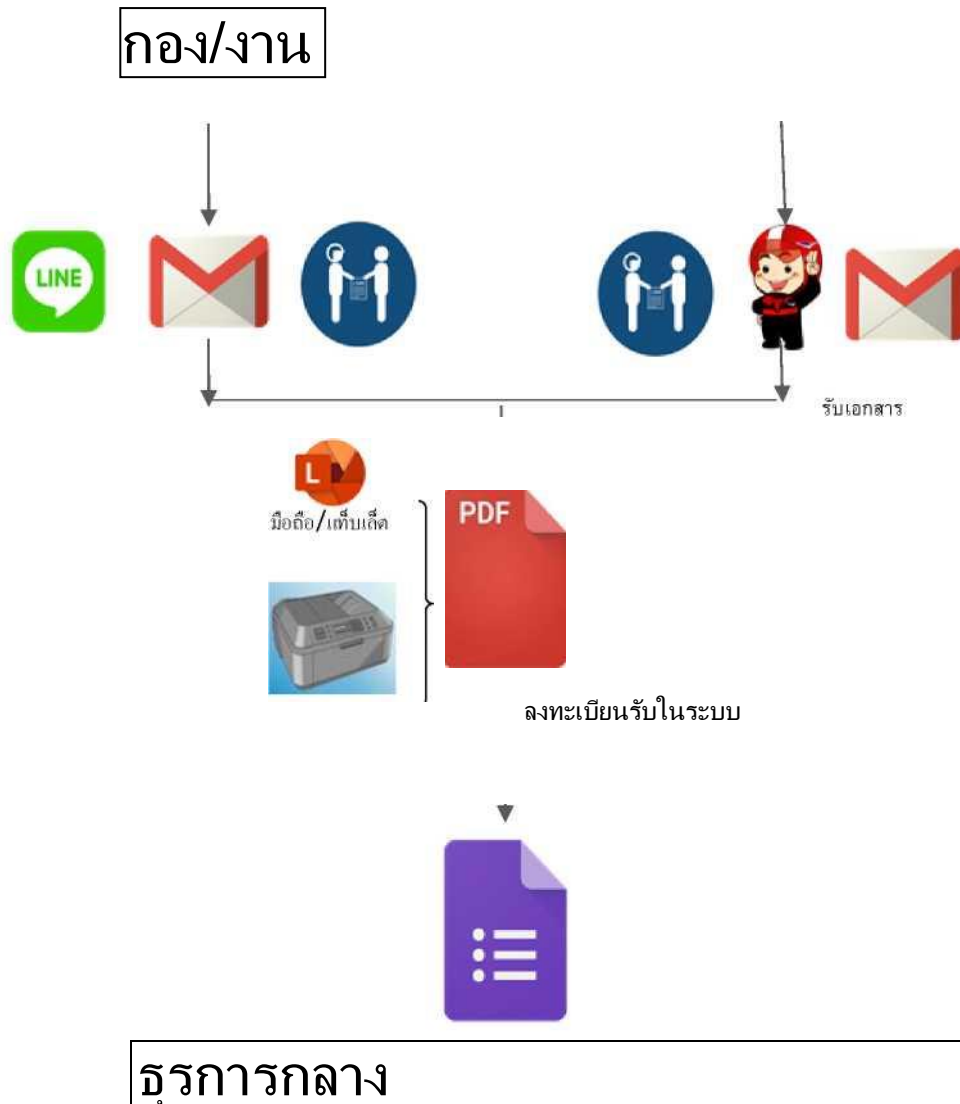 กอง/งาน
LINE
รับเอกสาร
L
มือถือ/แท็บเล็ต
PDF
ลงทะเบียนรับในระบบ
ธุรการกลาง